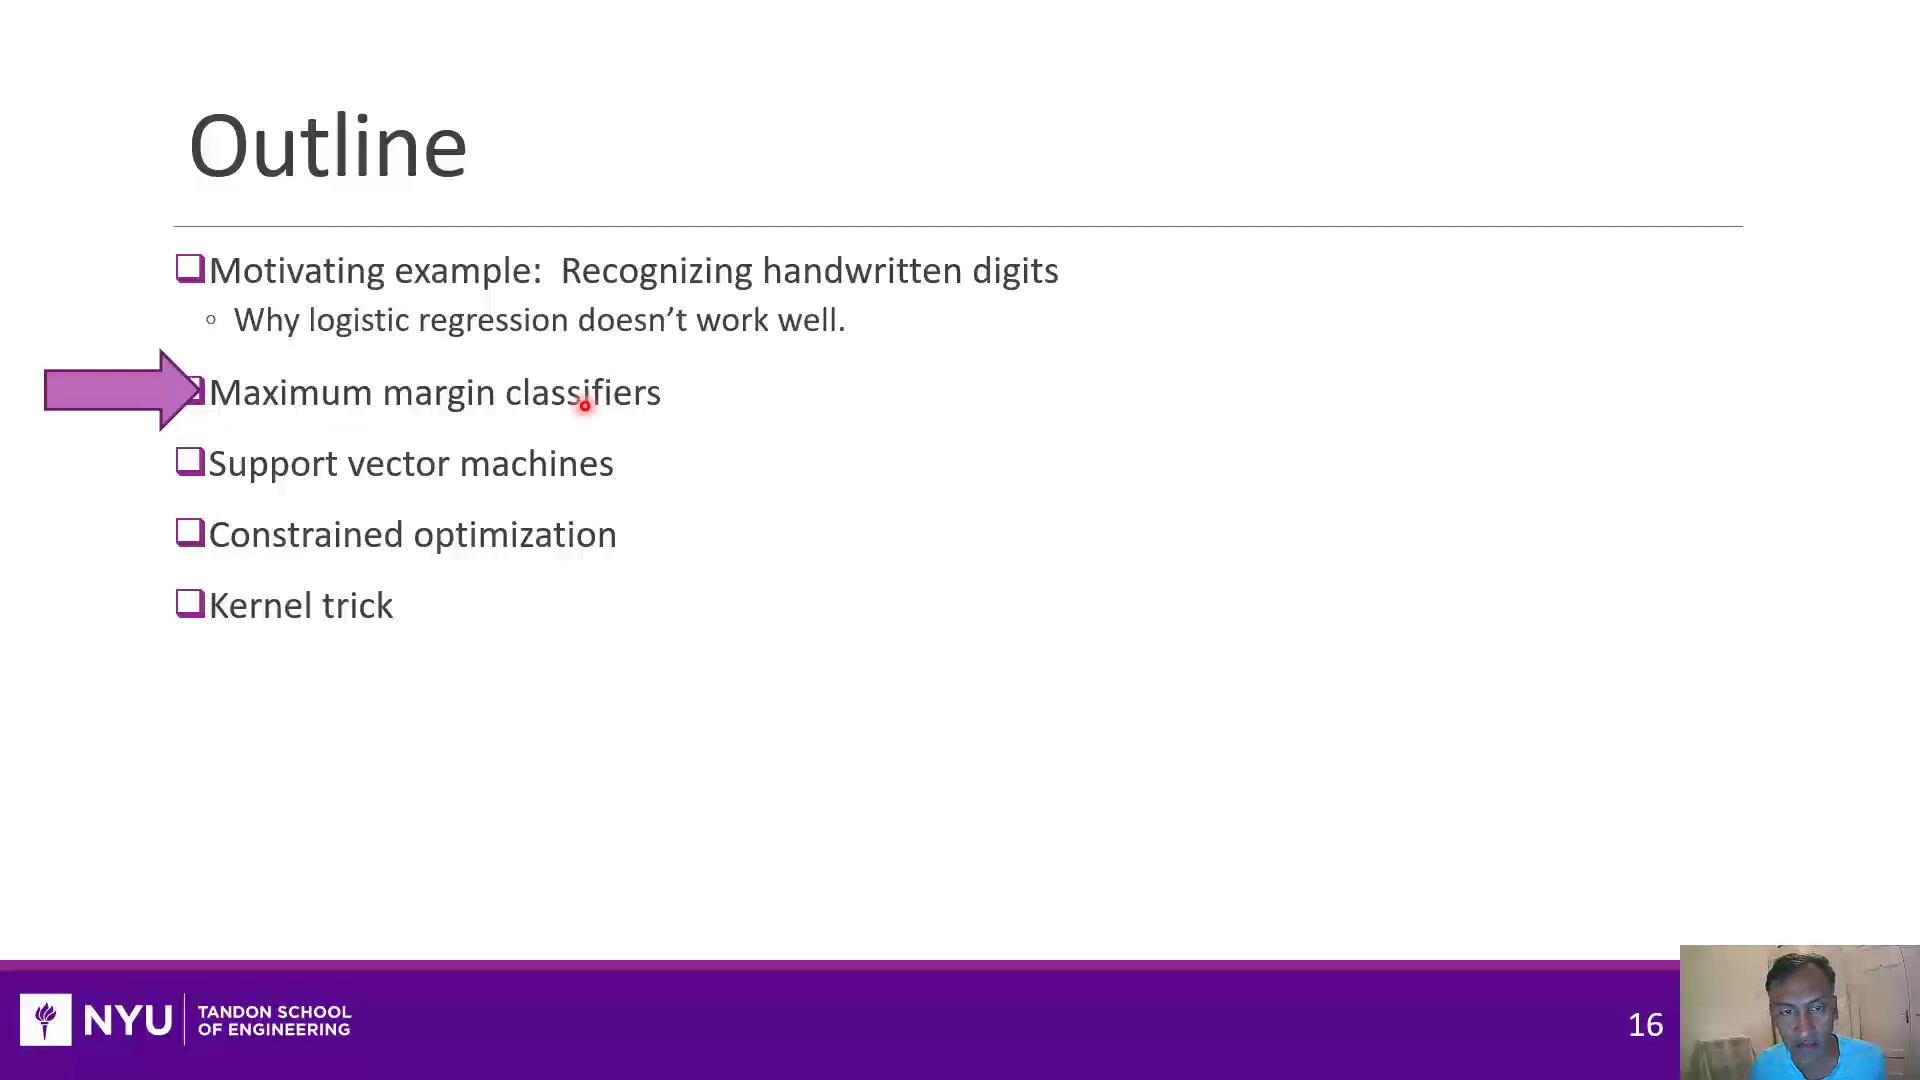 Outline
Motivating example: Recognizing handwritten digits
Why logistic regression doesn’t work well.
Maximum margin classifiers
Support vector machines
Constrained optimization
Kernel trick
NYU
TANDON SCHOOL
OF ENGINEERING
16